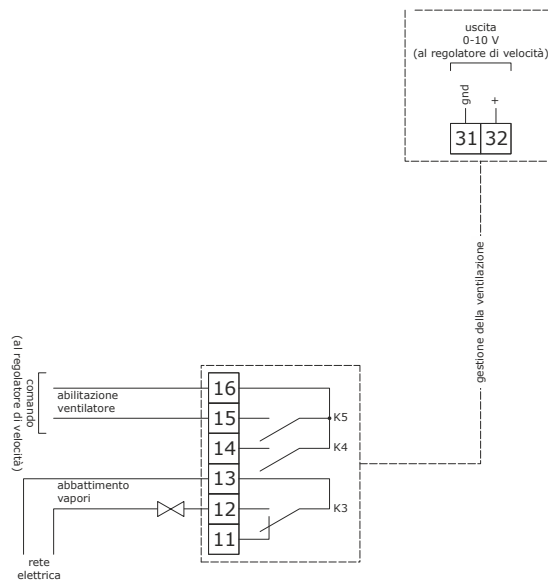 uscita
0-10 V
(al regolatore di velocità)
gnd
+
31 32
gestione della ventilazione
comando
(al regolatore di velocità)
abilitazione
ventilatore
16
15
14
13
12
11
K5
K4
K3
abbattimento
vapori
rete
elettrica